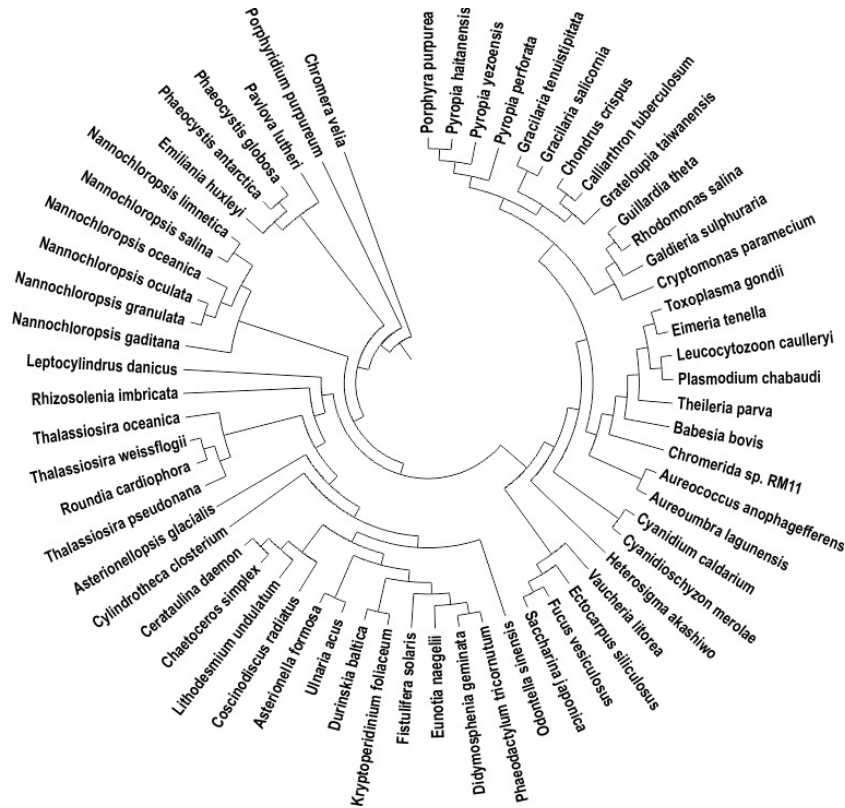 Porphyra purpurea
Pyropia haitanensis
Pyropia yezoensis
Pyropia perforata
Gracilaria tenuistipitata
Gracilaria salicornia
Chondrus crispus
Calliarthron tuberculosum
Grateloupia taiwanensis
Guillardia theta
Rhodomonas salina
Galdieria sulphuraria
Cryptomonas paramecium
Toxoplasma gondii
Eimeria tenella
Leucocytozoon caulleryi
Plasmodium chabaudi
Theileria parva
Babesia bovis
Chromerida sp. RM11
Aureococcus anophagefferens
Aureoumbra lagunensis
Cyanidium caldarium
Cyanidioschyzon merolae
Heterosigma akashiwo
Vaucheria litorea
Ectocarpus siliculosus
Fucus vesiculosus
Saccharina japonica
Odontella sinensis
Phaeodactylum tricornutum
Didymosphenia geminata
Eunotia naegelii
Fistulifera solaris
Kryptoperidinium foliaceum
Durinskia baltica
Ulnaria acus
Asterionella formosa
Coscinodiscus radiatus
Lithodesmium undulatum
Chaetoceros simplex
Cerataulina daemon
Cylindrotheca closterium
Asterionellopsis glacialis
Thalassiosira pseudonana
Roundia cardiophora
Thalassiosira weissflogii
Thalassiosira oceanica
Rhizosolenia imbricata
Leptocylindrus danicus
Nannochloropsis gaditana
Nannochloropsis granulata
Nannochloropsis oculata
Nannochloropsis oceanica
Nannochloropsis salina
Nannochloropsis limnetica
Emiliania huxleyi
Phaeocystis antarctica
Phaeocystis globosa
Pavlova lutheri
Porphyridium purpureum
Chromera velia